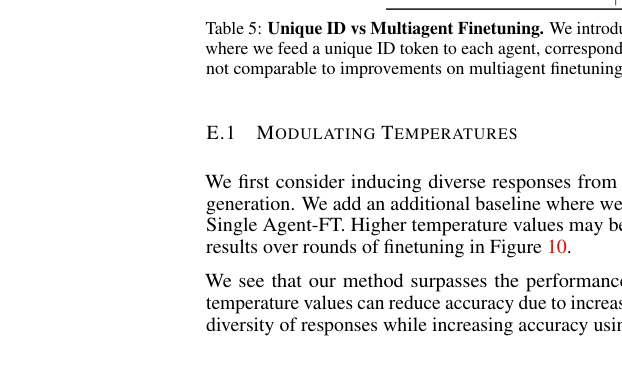 Table 5: Unique ID vs Multiagent Finetuning. We introdu
where we feed a unique ID token to each agent, correspond
not comparable to improvements on multiagent finetuning
E.1 MODULATING TEMPERATURES
We first consider inducing diverse responses from
generation. We add an additional baseline where we
Single Agent-FT. Higher temperature values may be
results over rounds of finetuning in Figure 10.
We see that our method surpasses the performance
temperature values can reduce accuracy due to increas
diversity of responses while increasing accuracy usin